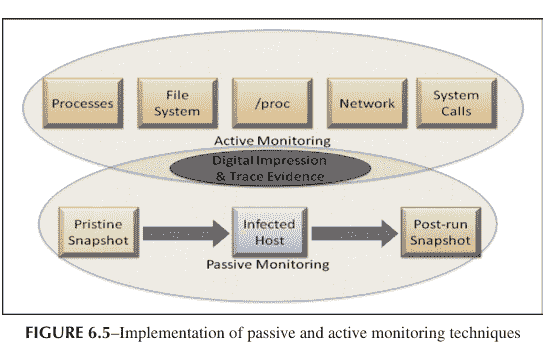 Processes
File
System
/proc
Network
System
Calls
Active Monitoring
Digital Impression
& Trace Evidence
Pristine
Snapshot
Infected
Host
Post-run
Snapshot
Passive Monitoring
FIGURE 6.5–Implementation of passive and active monitoring techniques